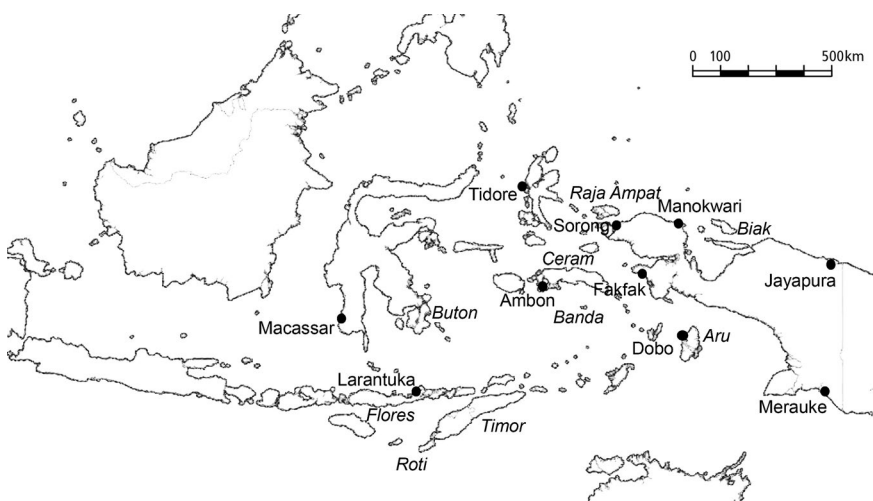 0 100 500km
Tidore
Raja Ampat
Manokwari
Sorong
Biak
Ceram
Jayapura
Fakfak
Ambon
Buton
Banda
Macassar
Aru
Dobo
Larantuka
Merauke
Flores
Timor
Roti